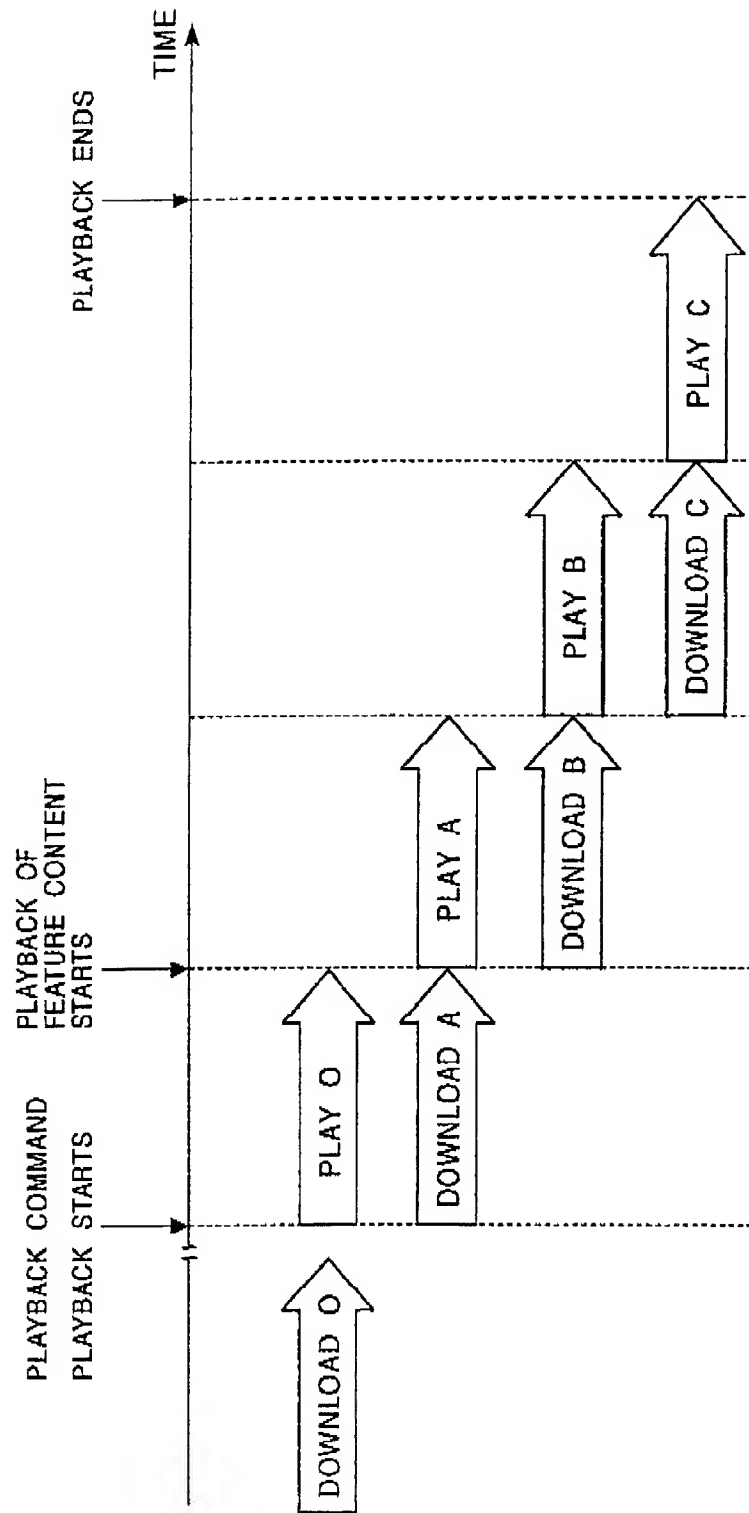 PLAYBACK COMMAND
PLAYBACK STARTS
PLAYBACK OF
FEATURE CONTENT
STARTS
PLAYBACK ENDS
TIME
DOWNLOAD O
PLAY O
DOWNLOAD A
PLAY A
DOWNLOAD B
PLAY B
DOWNLOAD C
PLAY C